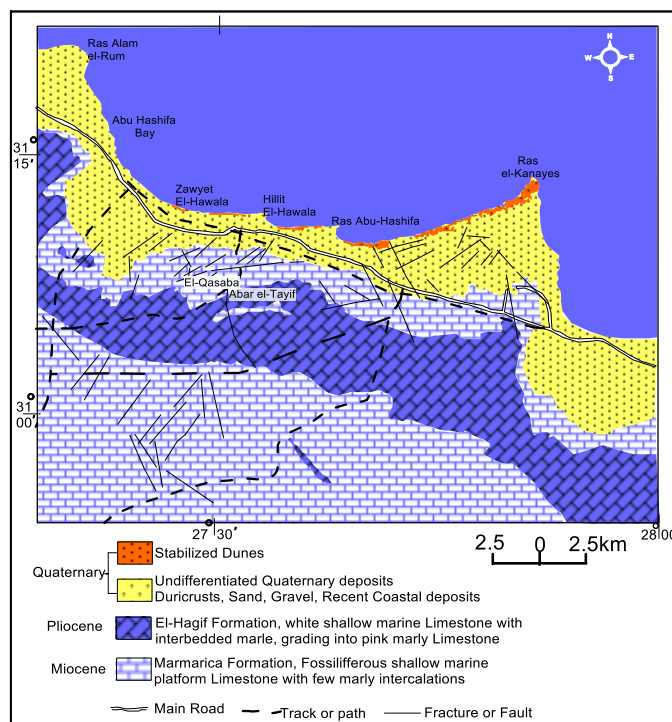 Ras Alam
el-Rum
N
W E
S
Abu Hashifa
Bay
31°
15′
Ras
el-Kanayes
Zawyet
El-Hawala
Hillit
El-Hawala
Ras Abu-Hashifa
El-Qasaba
Abar el-Tayif
31°
00′
27° 30′
28° 00
2.5 0 2.5km
Stabilized Dunes
Quaternary
Undifferentiated Quaternary deposits
Duricrusts, Sand, Gravel, Recent Coastal deposits
Pliocene
El-Hagif Formation, white shallow marine Limestone with
interbedded marle, grading into pink marly Limestone
Miocene
Marmarica Formation, Fossilifferous shallow marine
platform Limestone with few marly intercalations
Main Road
Track or path
Fracture or Fault